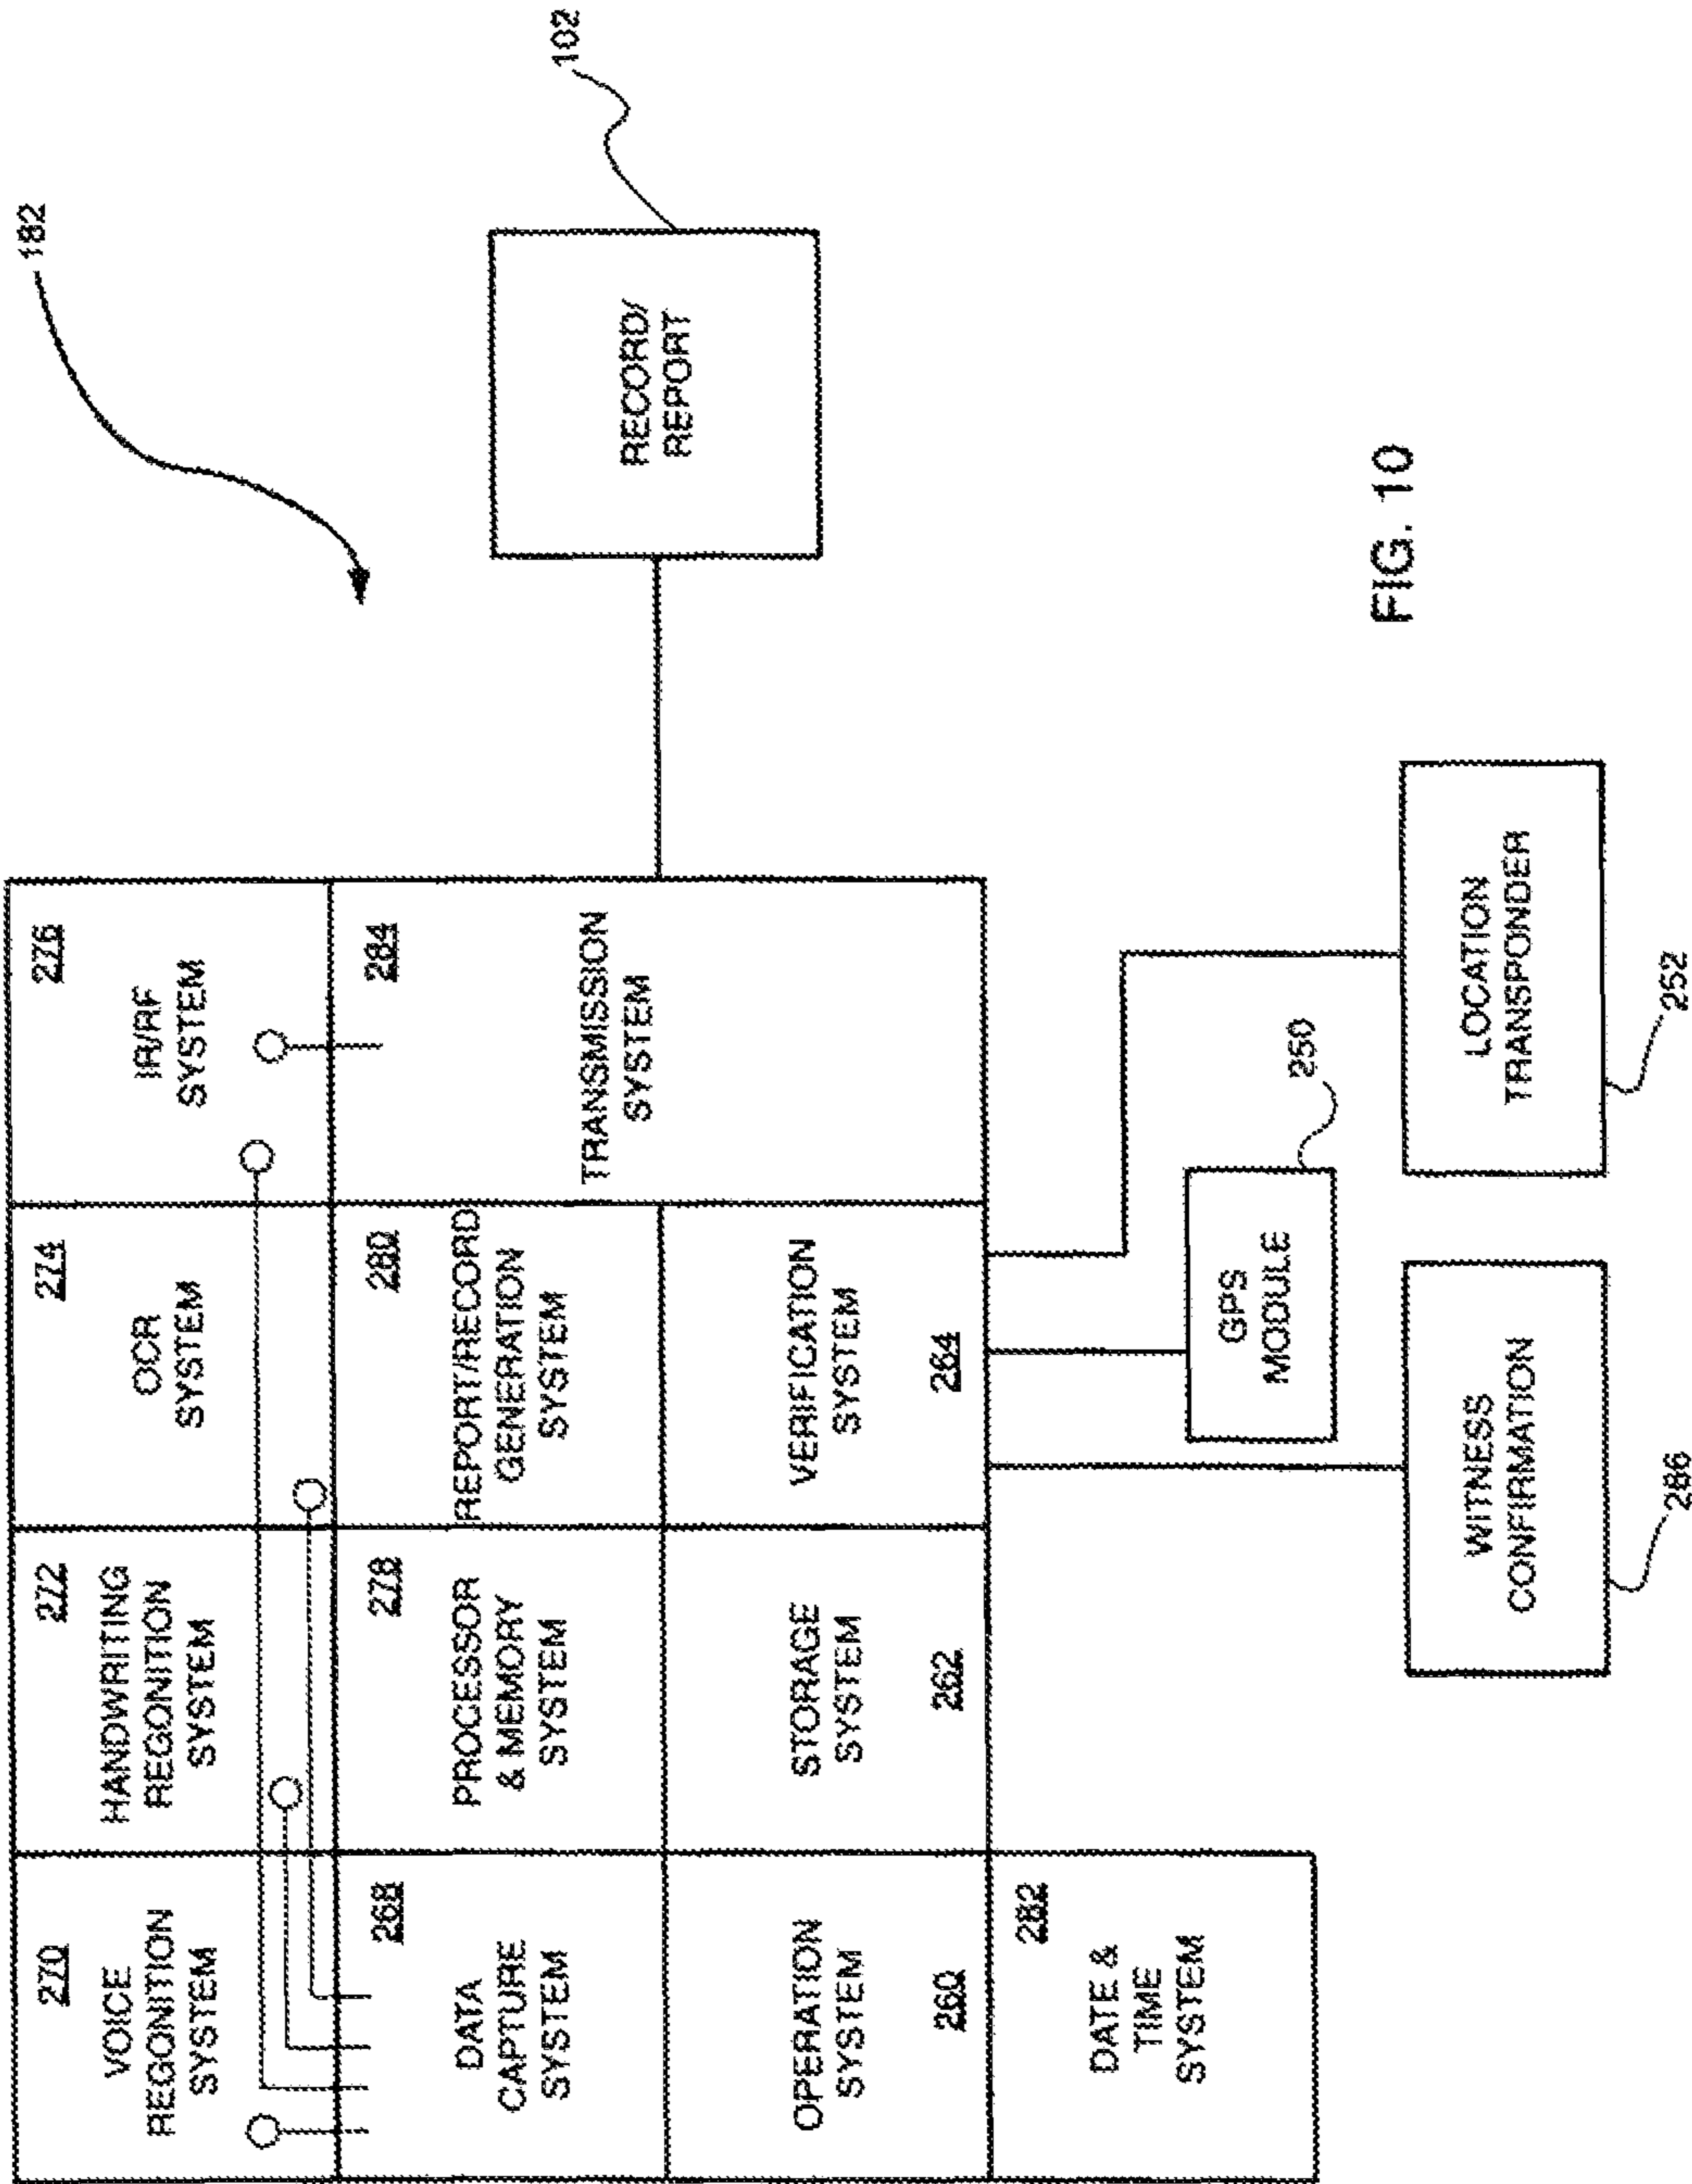 182
270
VOICE
REGONITION
SYSTEM
272
HANDWRITING
REGONITION
SYSTEM
274
OCR
SYSTEM
276
IR/RF
SYSTEM
268
DATA
CAPTURE
SYSTEM
278
PROCESSOR
& MEMORY
SYSTEM
280
REPORT/RECORD
GENERATION
SYSTEM
284
TRANSMISSION
SYSTEM
RECORD/
REPORT
102
OPERATION
SYSTEM
260
STORAGE
SYSTEM
262
VERIFICATION
SYSTEM
264
282
DATE &
TIME
SYSTEM
GPS
MODULE
250
WITNESS
CONFIRMATION
286
LOCATION
TRANSPONDER
252
FIG. 10